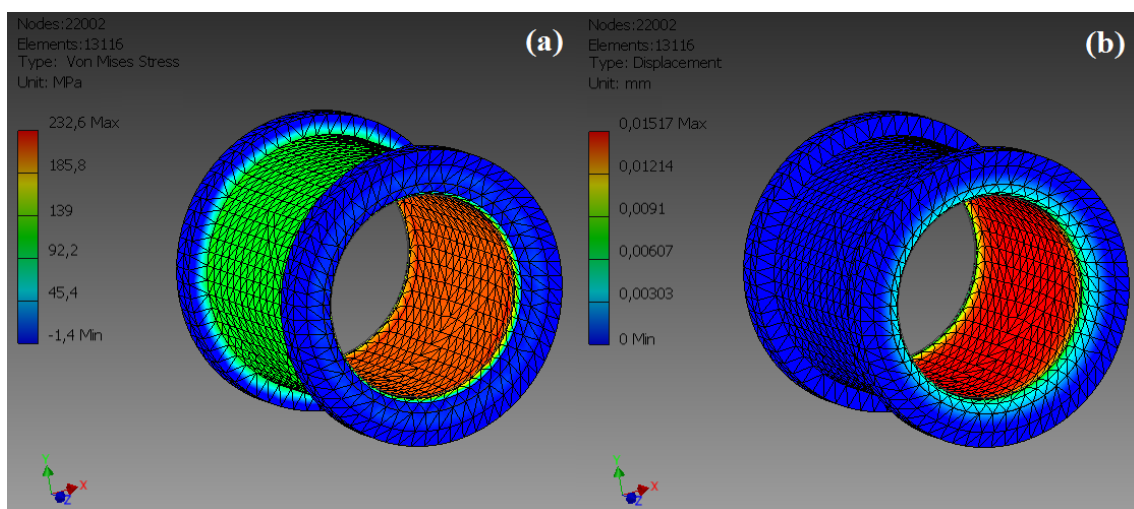 Nodes:22002
Elements:13116
Type: Von Mises Stress
Unit: MPa
(a)
232,6 Max
185,8
139
92,2
45,4
-1,4 Min
Y
X
Z
Nodes:22002
Elements:13116
Type: Displacement
Unit: mm
(b)
0,01517 Max
0,01214
0,0091
0,00607
0,00303
0 Min
Y
X
Z